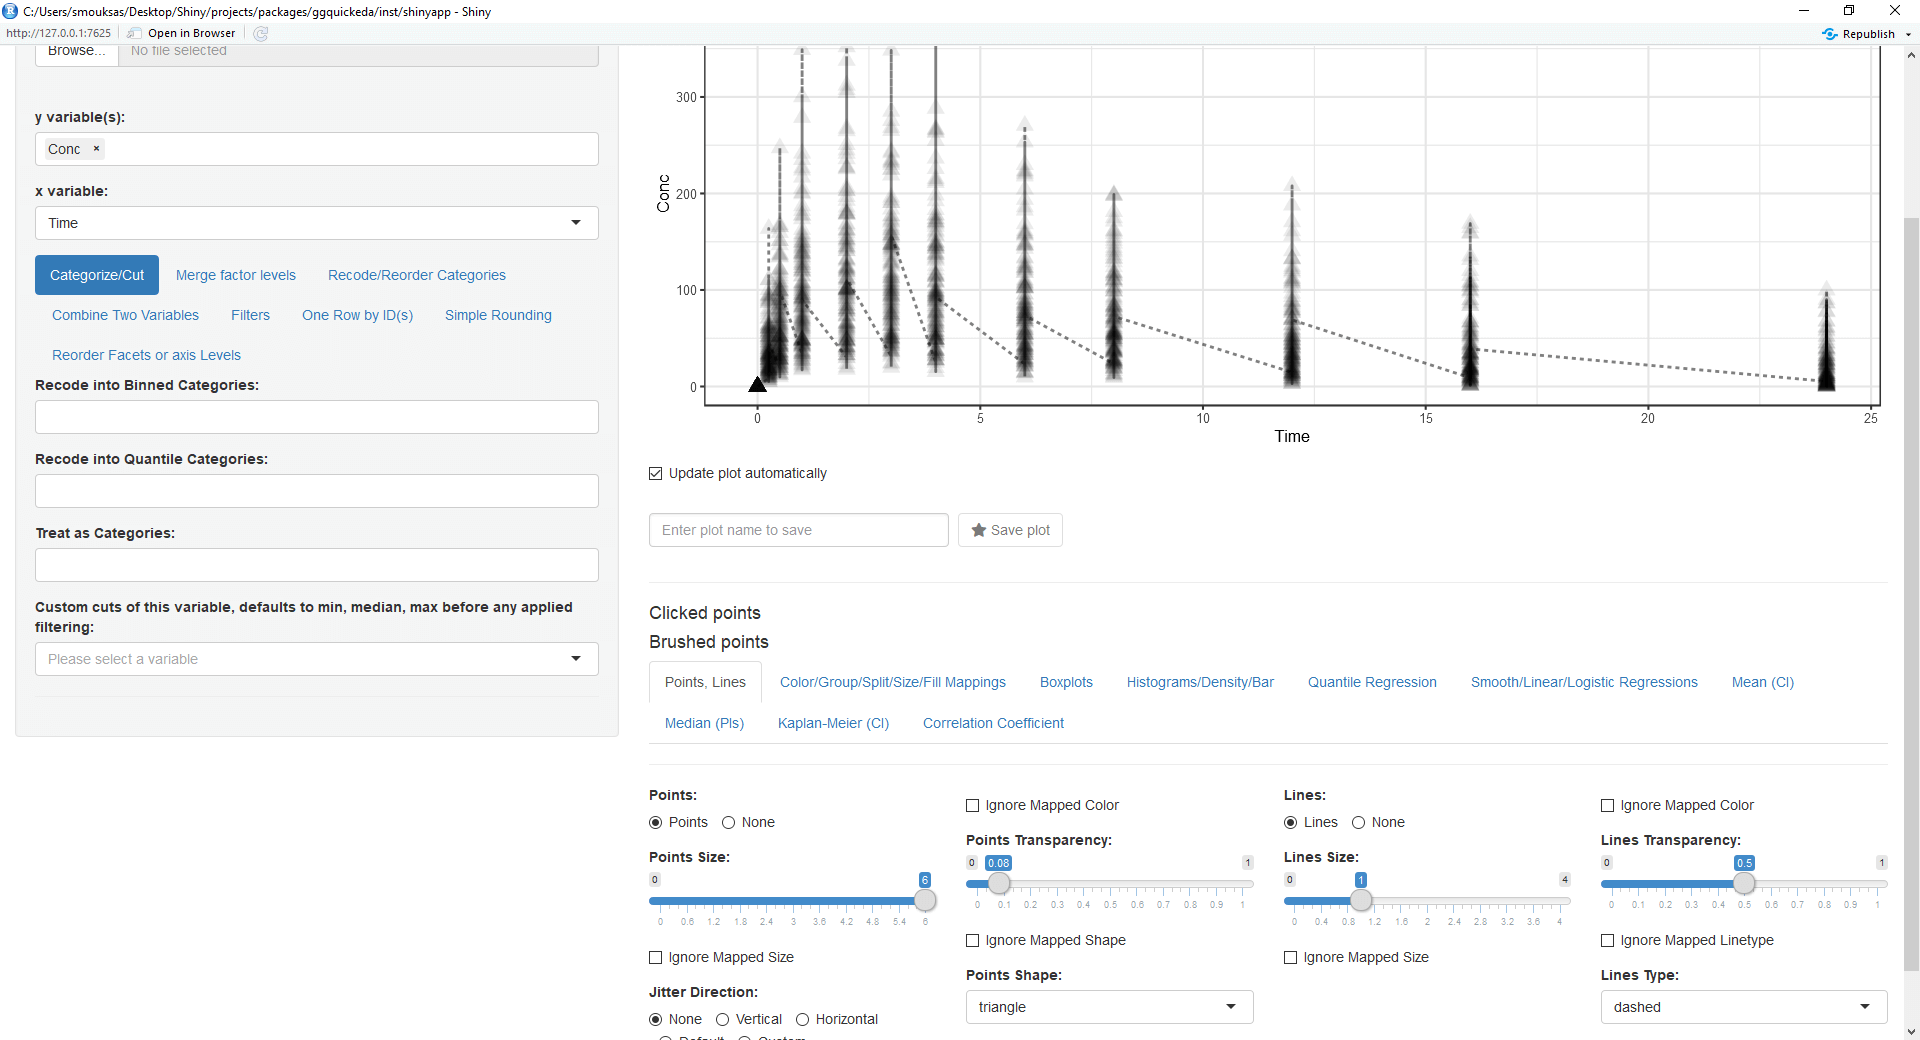 C:/Users/smouksas/Desktop/Shiny/projects/packages/ggquickeda/inst/shinyapp - Shiny
http://127.0.0.1:7625 Open in Browser Republish
Browse... No file selected
y variable(s):
Conc ×
x variable:
Time
Categorize/Cut Merge factor levels Recode/Reorder Categories
Combine Two Variables Filters One Row by ID(s) Simple Rounding
Reorder Facets or axis Levels
Recode into Binned Categories:
Recode into Quantile Categories:
Treat as Categories:
Custom cuts of this variable, defaults to min, median, max before any applied
filtering:
Please select a variable
300
200
100
0
Conc
0 5 10 15 20 25
Time
Update plot automatically
Enter plot name to save Save plot
Clicked points
Brushed points
Points, Lines Color/Group/Split/Size/Fill Mappings Boxplots Histograms/Density/Bar Quantile Regression Smooth/Linear/Logistic Regressions Mean (CI)
Median (PIs) Kaplan-Meier (CI) Correlation Coefficient
Points:
Points None
Points Size:
0 6
0 0.6 1.2 1.8 2.4 3 3.6 4.2 4.8 5.4 6
Ignore Mapped Size
Jitter Direction:
None Vertical Horizontal
Default Custom
Ignore Mapped Color
Points Transparency:
0 0.08 1
0 0.1 0.2 0.3 0.4 0.5 0.6 0.7 0.8 0.9 1
Ignore Mapped Shape
Points Shape:
triangle
Lines:
Lines None
Lines Size:
0 1 4
0 0.4 0.8 1.2 1.6 2 2.4 2.8 3.2 3.6 4
Ignore Mapped Size
Ignore Mapped Color
Lines Transparency:
0 0.5 1
0 0.1 0.2 0.3 0.4 0.5 0.6 0.7 0.8 0.9 1
Ignore Mapped Linetype
Lines Type:
dashed